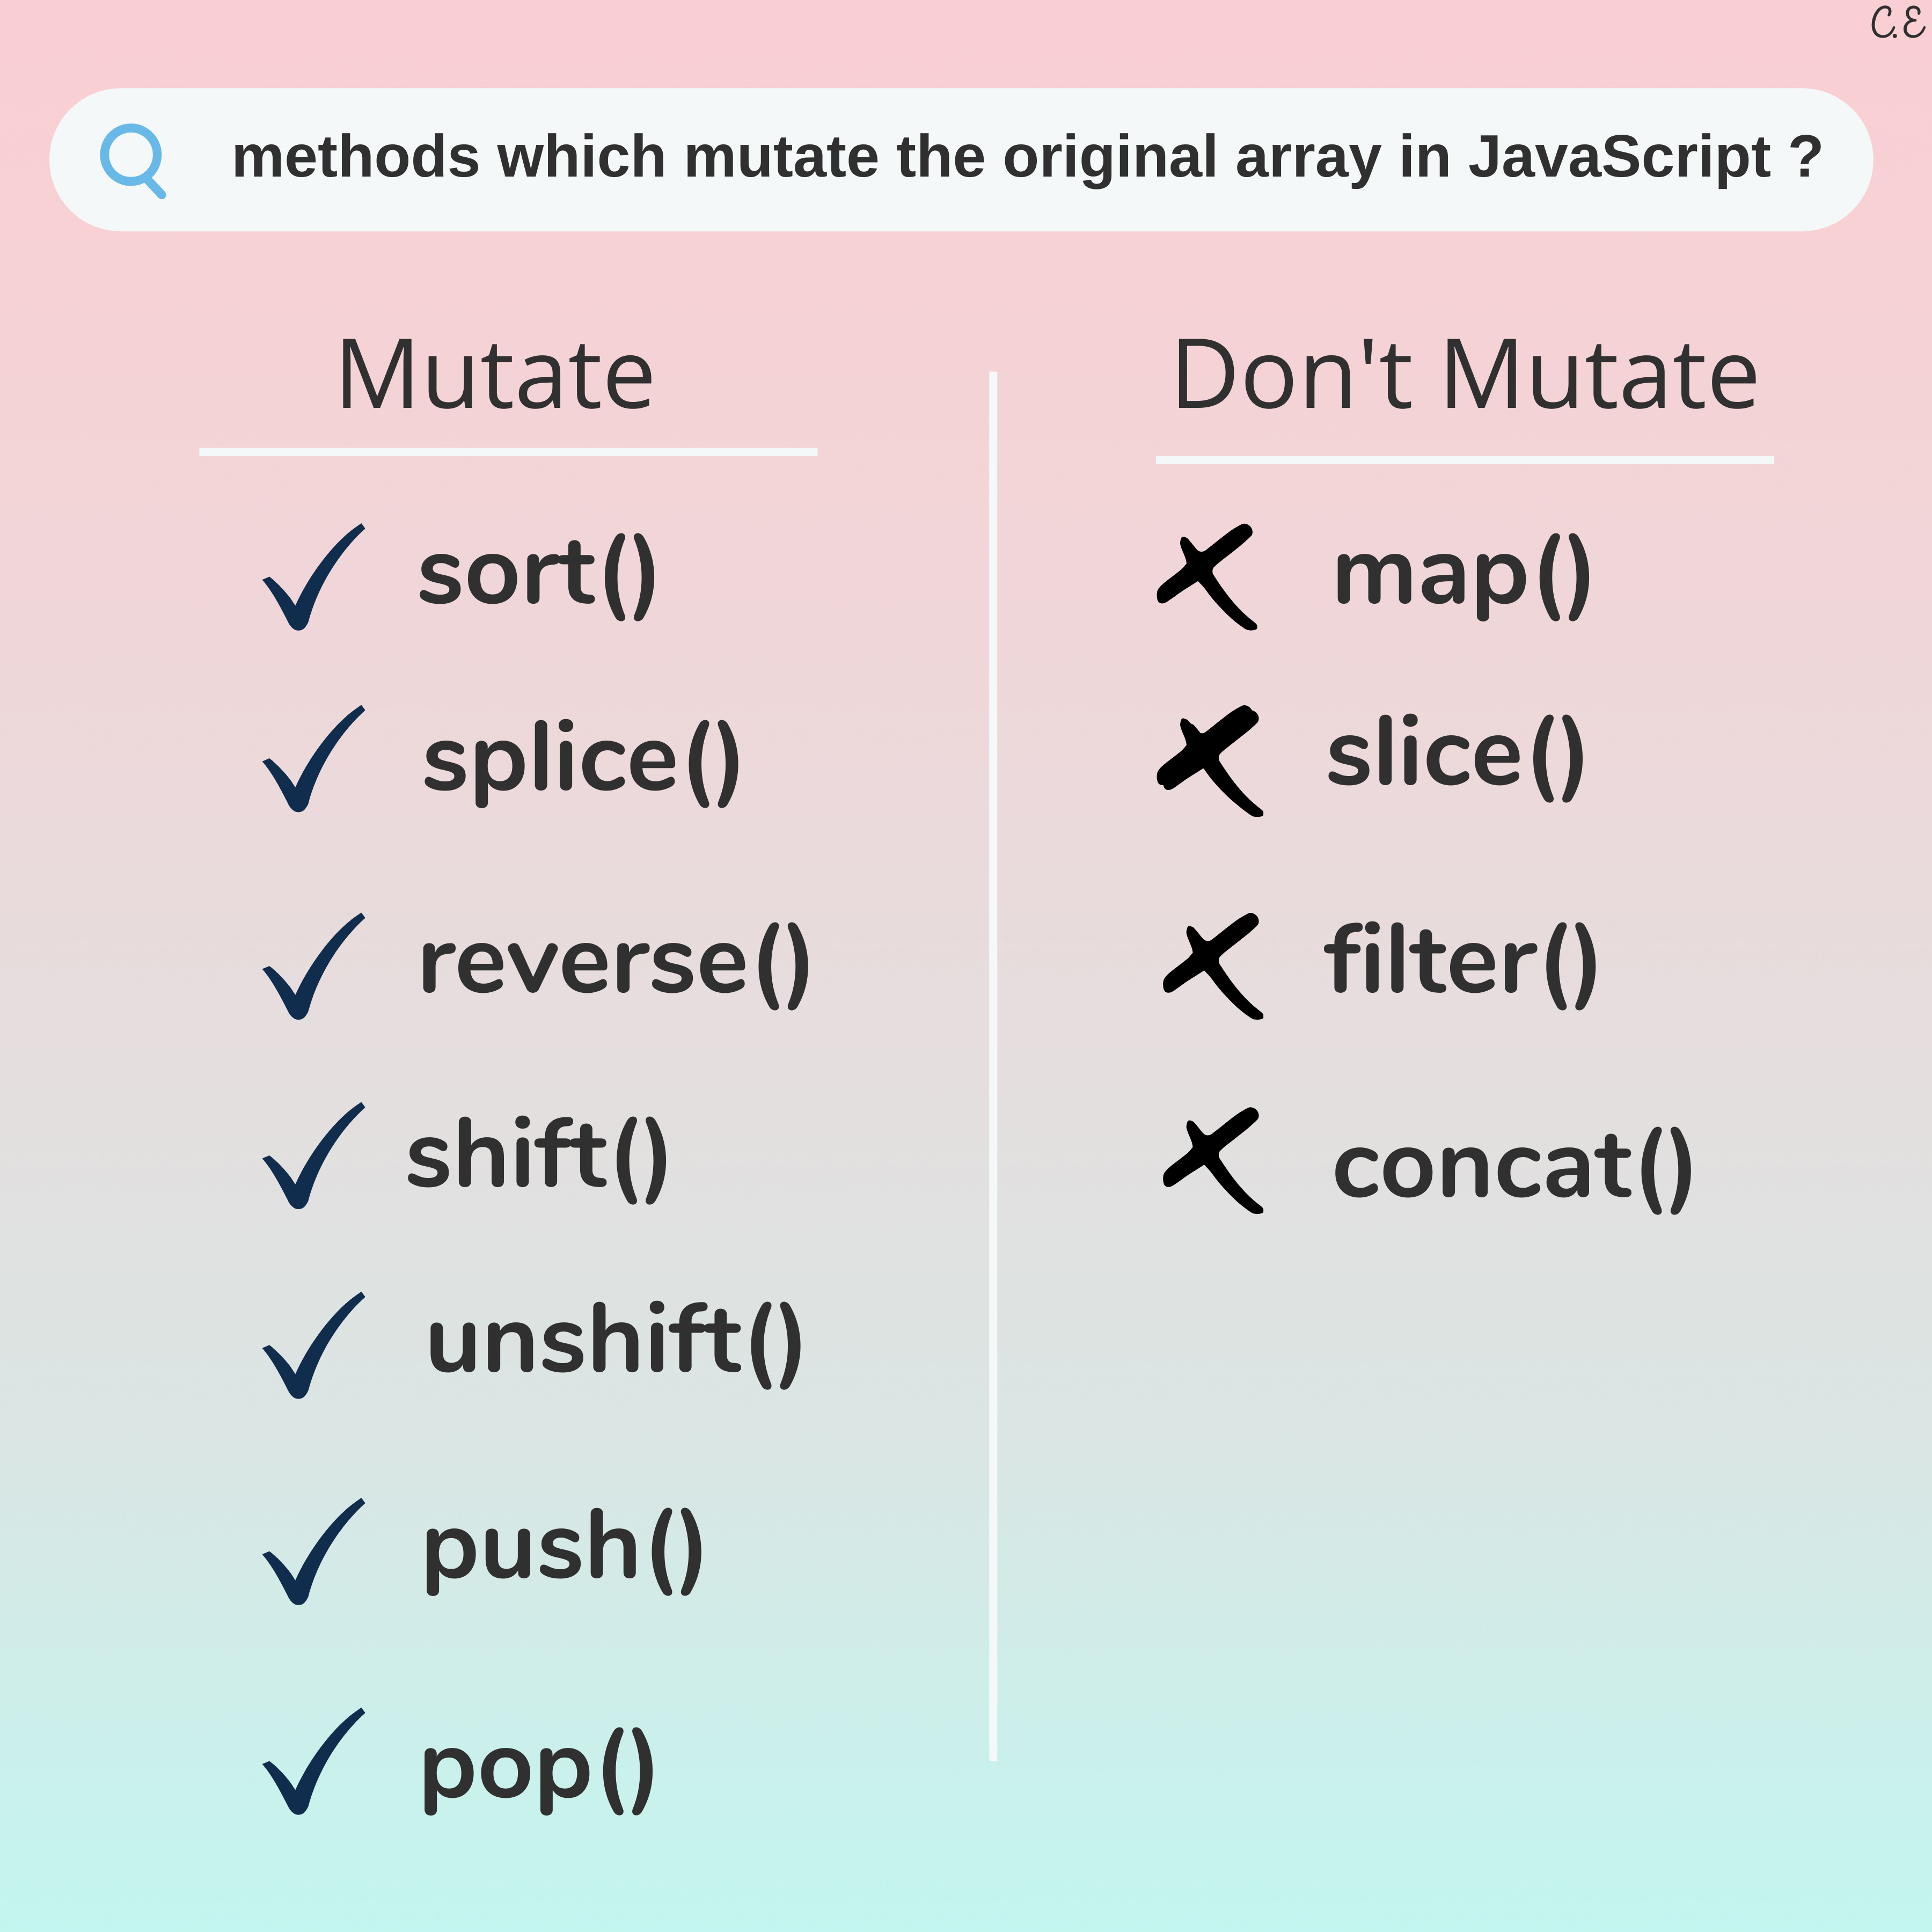 C.E
methods which mutate the original array in JavaScript ?
Mutate
sort()
splice()
reverse()
shift()
unshift()
push()
pop()
Don't Mutate
map()
slice()
filter()
concat()